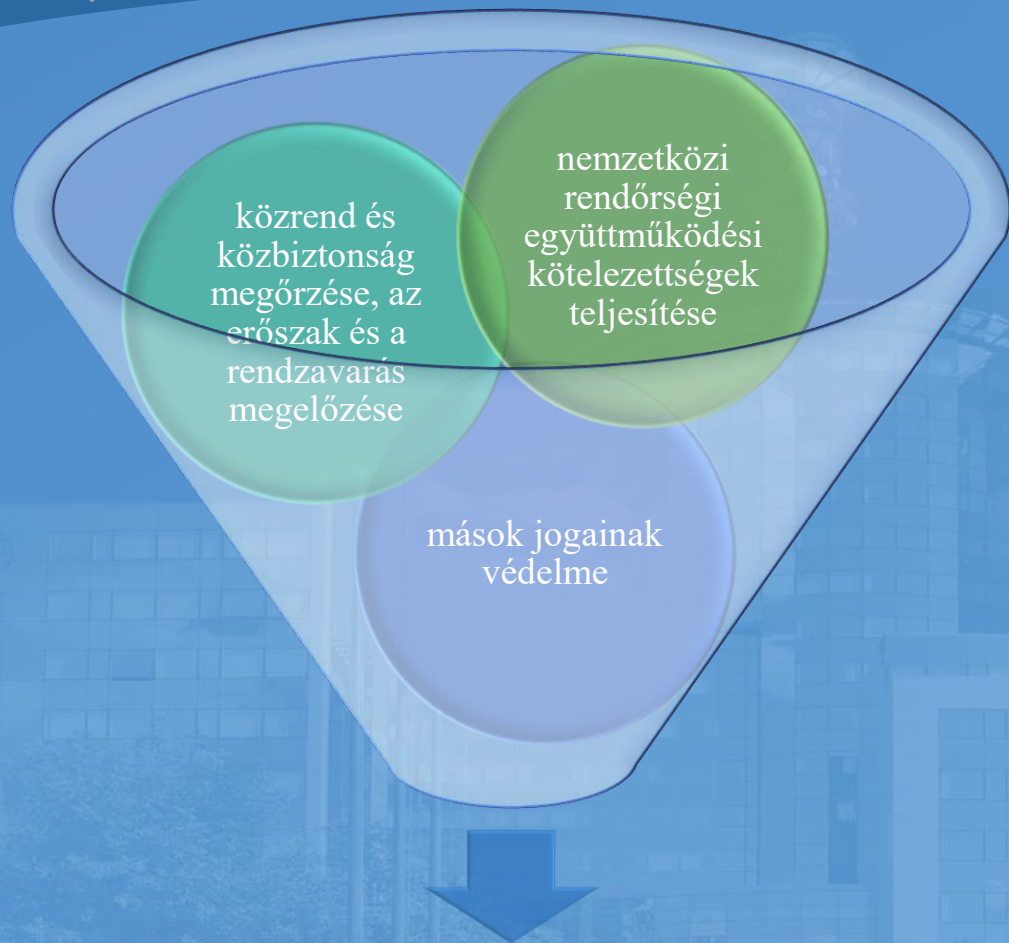 közrend és
közbiztonság
megőrzése, az
erőszak és a
rendzavarás
megelőzése
nemzetközi
rendőrségi
együttműködési
kötelezettségek
teljesítése
mások jogainak
védelme